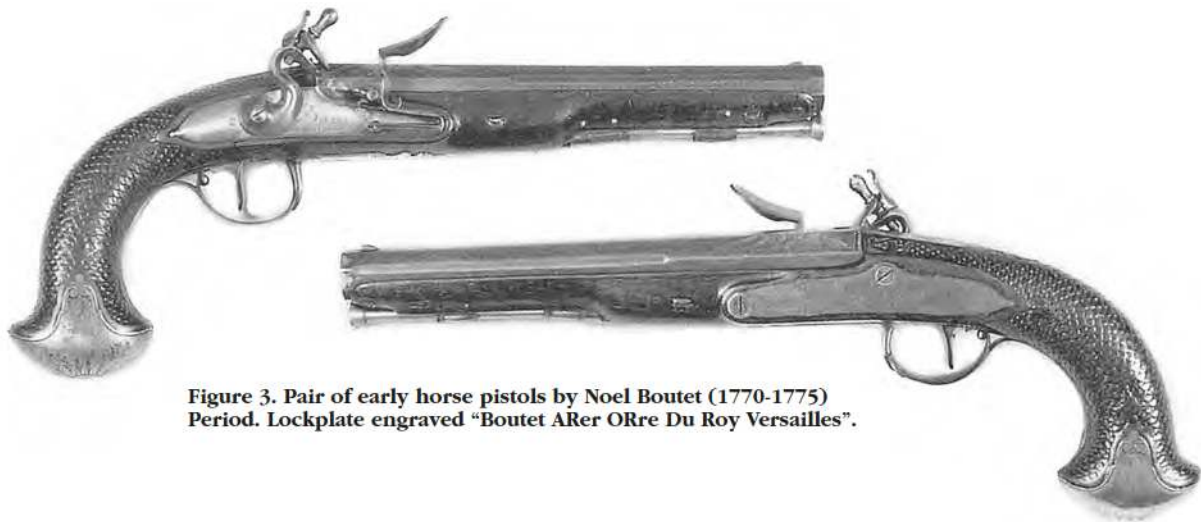 Figure 3. Pair of early horse pistols by Noel Boutet (1770-1775)
Period. Lockplate engraved “Boutet ARer ORre Du Roy Versailles”.